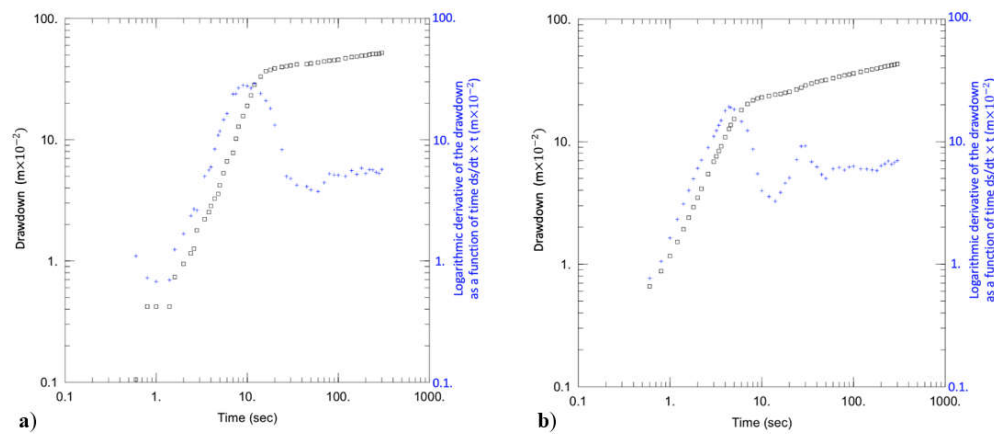 100.
10.
1.
0.1
Drawdown (m×10⁻²)
0.1
1.
10.
100.
1000.
Time (sec)
100.
10.
1.
0.1
Logarithmic derivative of the drawdown
as a function of time ds/dt × t (m×10⁻²)
a)
100.
10.
1.
0.1
Drawdown (m×10⁻²)
0.1
1.
10.
100.
1000.
Time (sec)
100.
10.
1.
0.1
Logarithmic derivative of the drawdown
as a function of time ds/dt × t (m×10⁻²)
b)